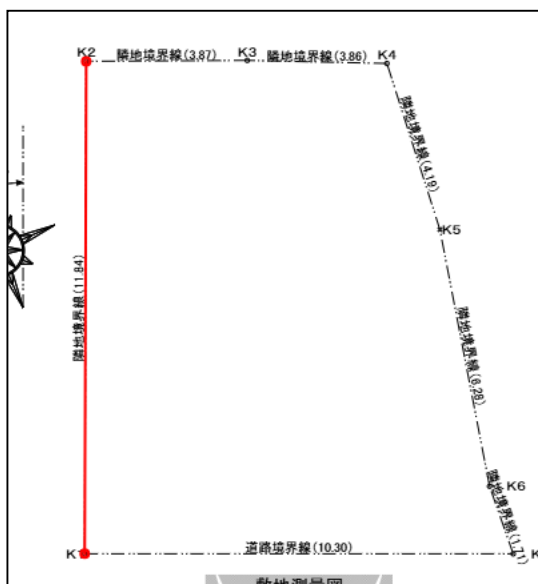 K2
隣地境界線(3.87)
K3
隣地境界線(3.86)
K4
隣地境界線(4.19)
K5
隣地境界線(11.84)
隣地境界線(6.28)
K6
隣地境界線(1.71)
K1
道路境界線(10.30)
K
敷地測量図